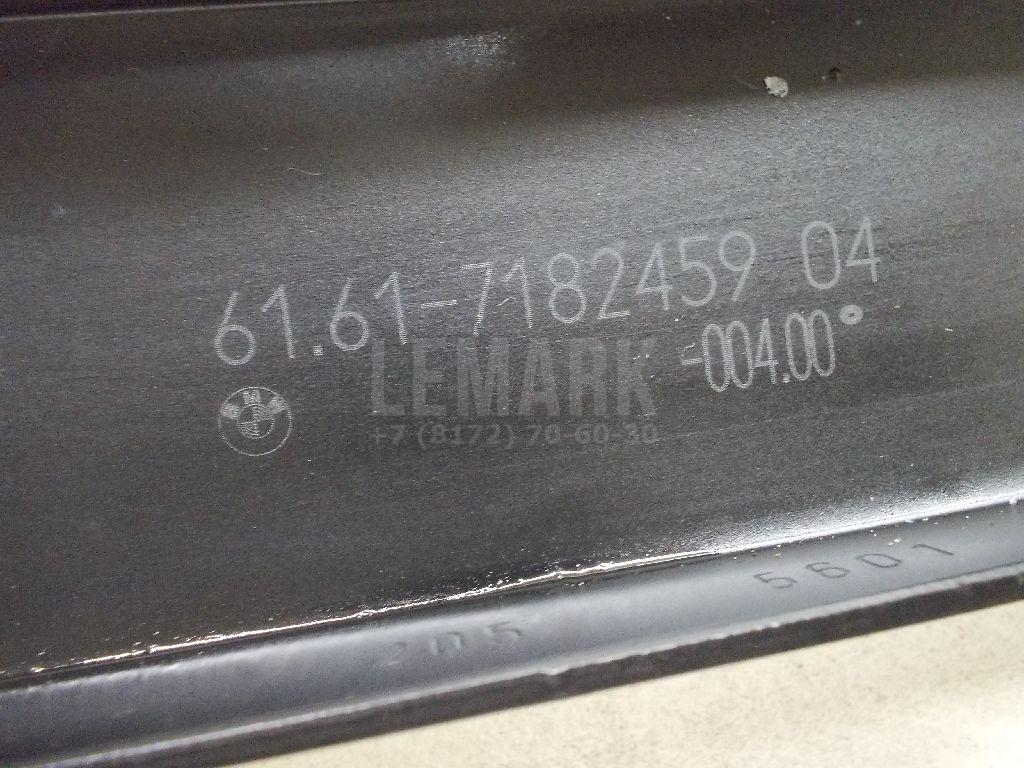 61.61-7182459 04
-004.00°
BMW
LEMARK
+7 (8172) 70-60-30
205 5601